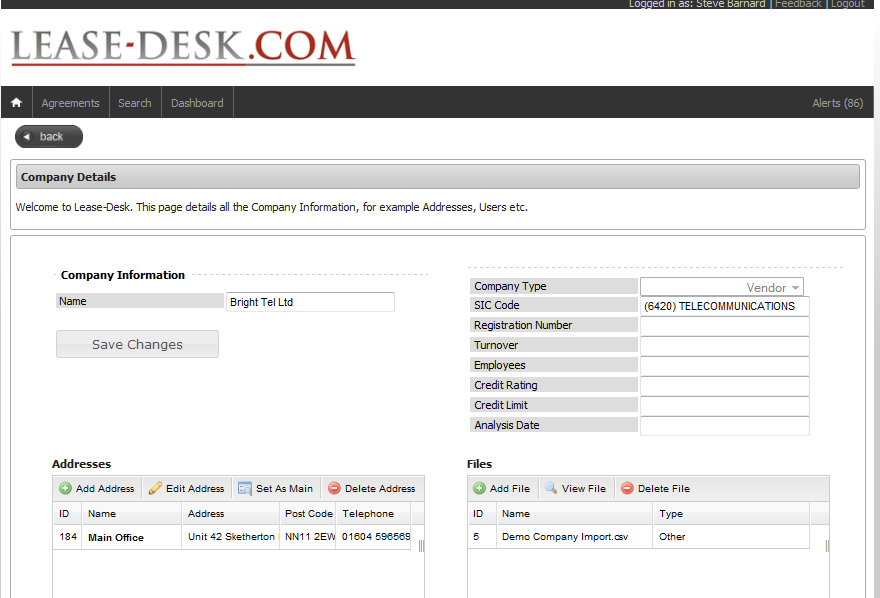 Logged in as: Steve Barnard | Feedback | Logout
LEASE-DESK.COM
Agreements Search Dashboard Alerts (86)
back
Company Details
Welcome to Lease-Desk. This page details all the Company Information, for example Addresses, Users etc.
Company Information
Name Bright Tel Ltd
Save Changes
Company Type Vendor
SIC Code (6420) TELECOMMUNICATIONS
Registration Number
Turnover
Employees
Credit Rating
Credit Limit
Analysis Date
Addresses
Add Address Edit Address Set As Main Delete Address
ID Name Address Post Code Telephone
184 Main Office Unit 42 Sketherton NN11 2EW 01604 596569
Files
Add File View File Delete File
ID Name Type
5 Demo Company Import.csv Other